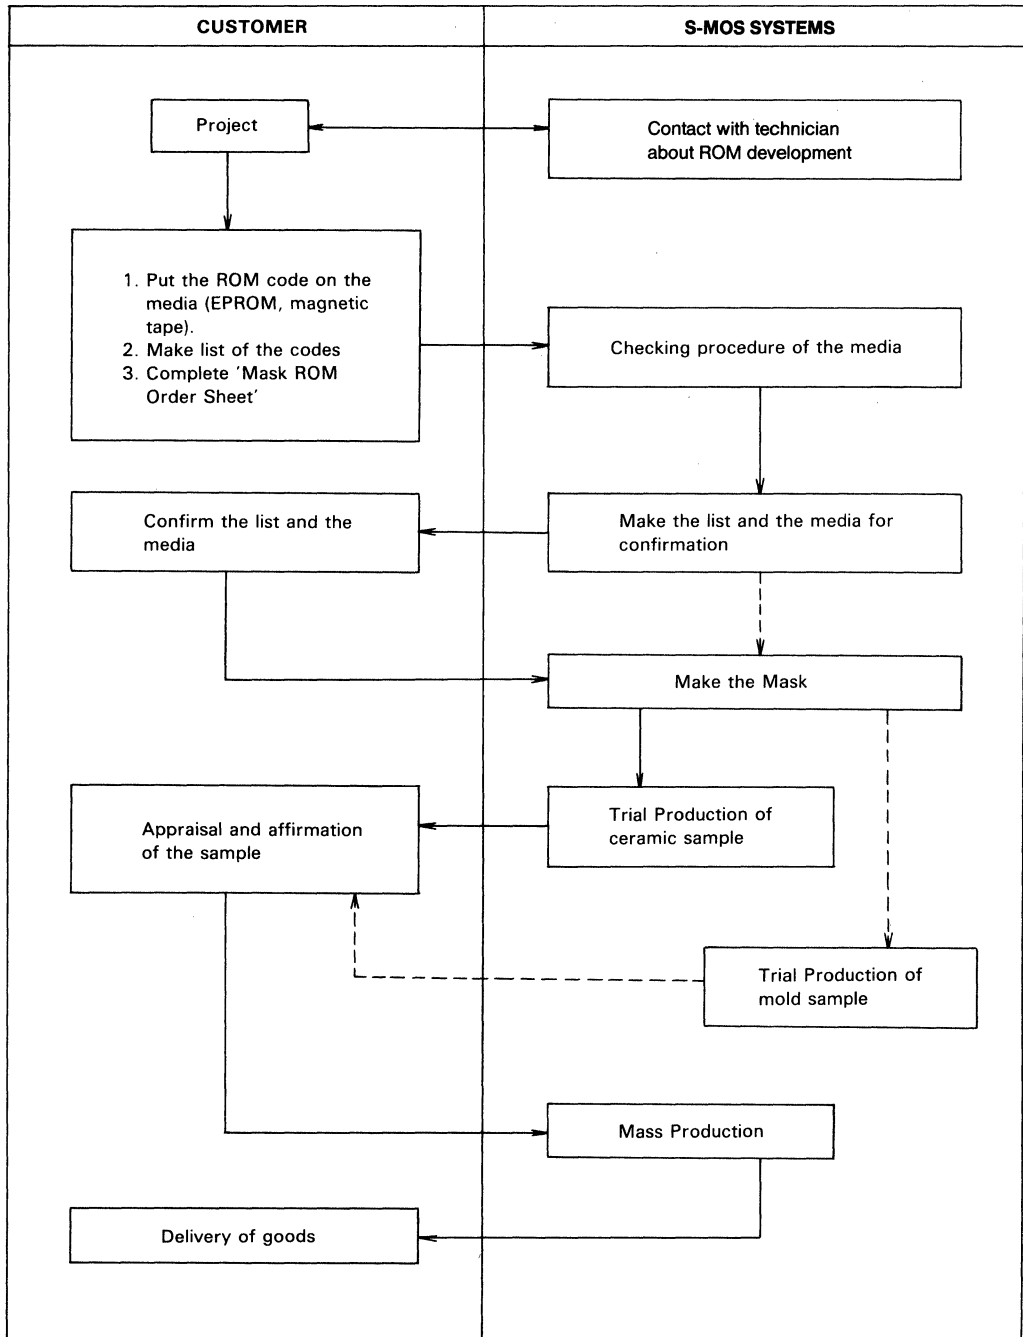 CUSTOMER
S-MOS SYSTEMS
Project
Contact with technician
about ROM development
1. Put the ROM code on the
media (EPROM, magnetic
tape).
2. Make list of the codes
3. Complete 'Mask ROM
Order Sheet'
Checking procedure of the media
Confirm the list and the
media
Make the list and the media for
confirmation
Make the Mask
Appraisal and affirmation
of the sample
Trial Production of
ceramic sample
Trial Production of
mold sample
Mass Production
Delivery of goods